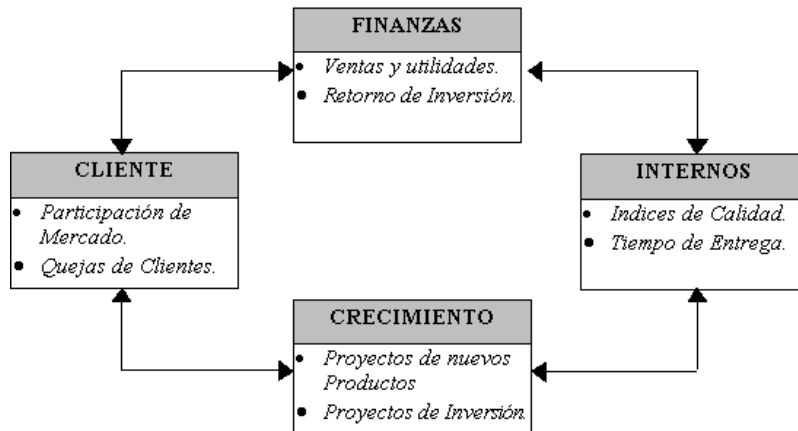 FINANZAS
• Ventas y utilidades.
• Retorno de Inversión.
CLIENTE
• Participación de
Mercado.
• Quejas de Clientes.
INTERNOS
• Indices de Calidad.
• Tiempo de Entrega.
CRECIMIENTO
• Proyectos de nuevos
Productos
• Proyectos de Inversión.